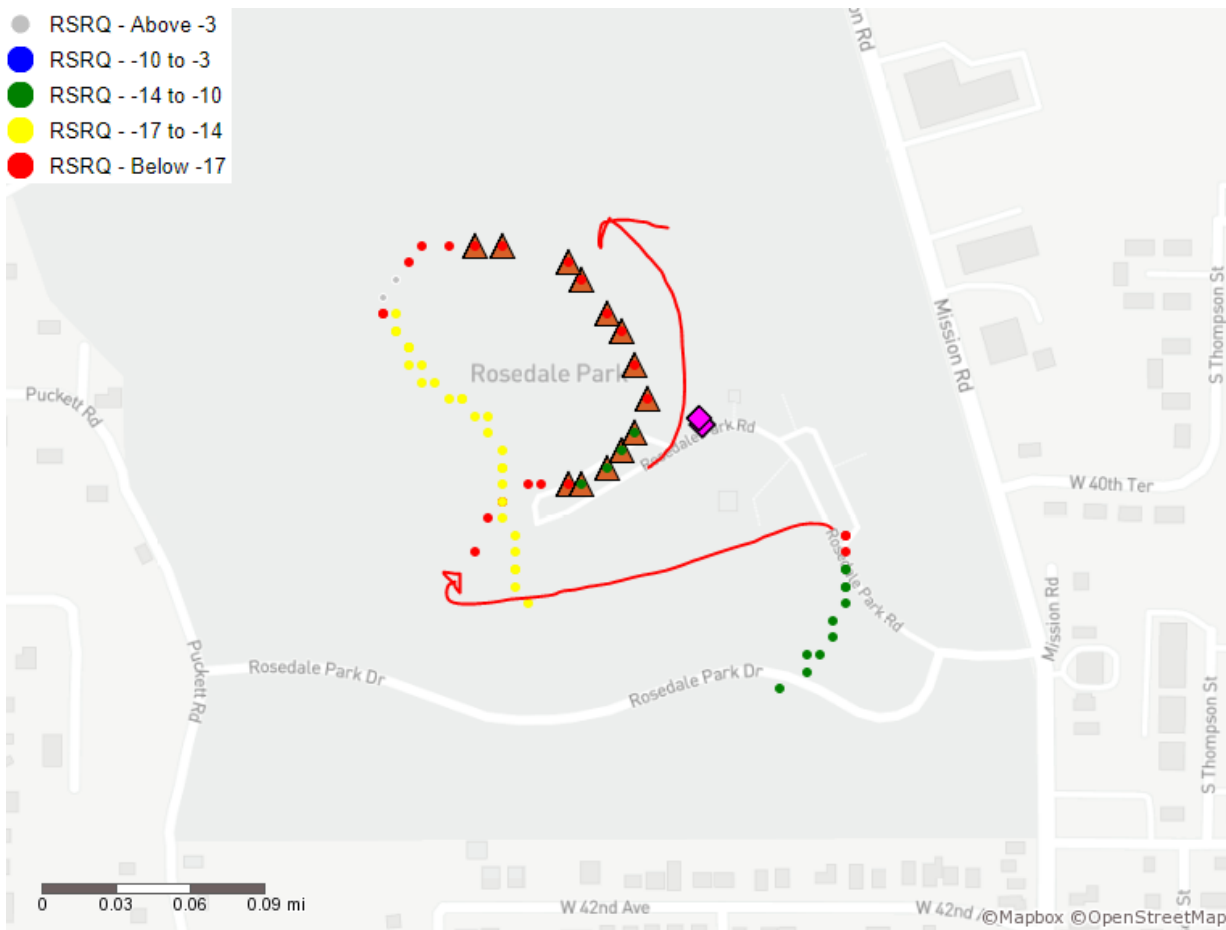 RSRQ - Above -3
RSRQ - -10 to -3
RSRQ - -14 to -10
RSRQ - -17 to -14
RSRQ - Below -17
on Rd
Mission Rd
S Thompson St
Rosedale Park
Puckett Rd
Rosedale Park Rd
W 40th Ter
Rosedale Park Rd
Mission Rd
Puckett Rd
Rosedale Park Dr
Rosedale Park Dr
S Thompson St
0 0.03 0.06 0.09 mi
W 42nd Ave
W 42nd A
St
©Mapbox ©OpenStreetMap